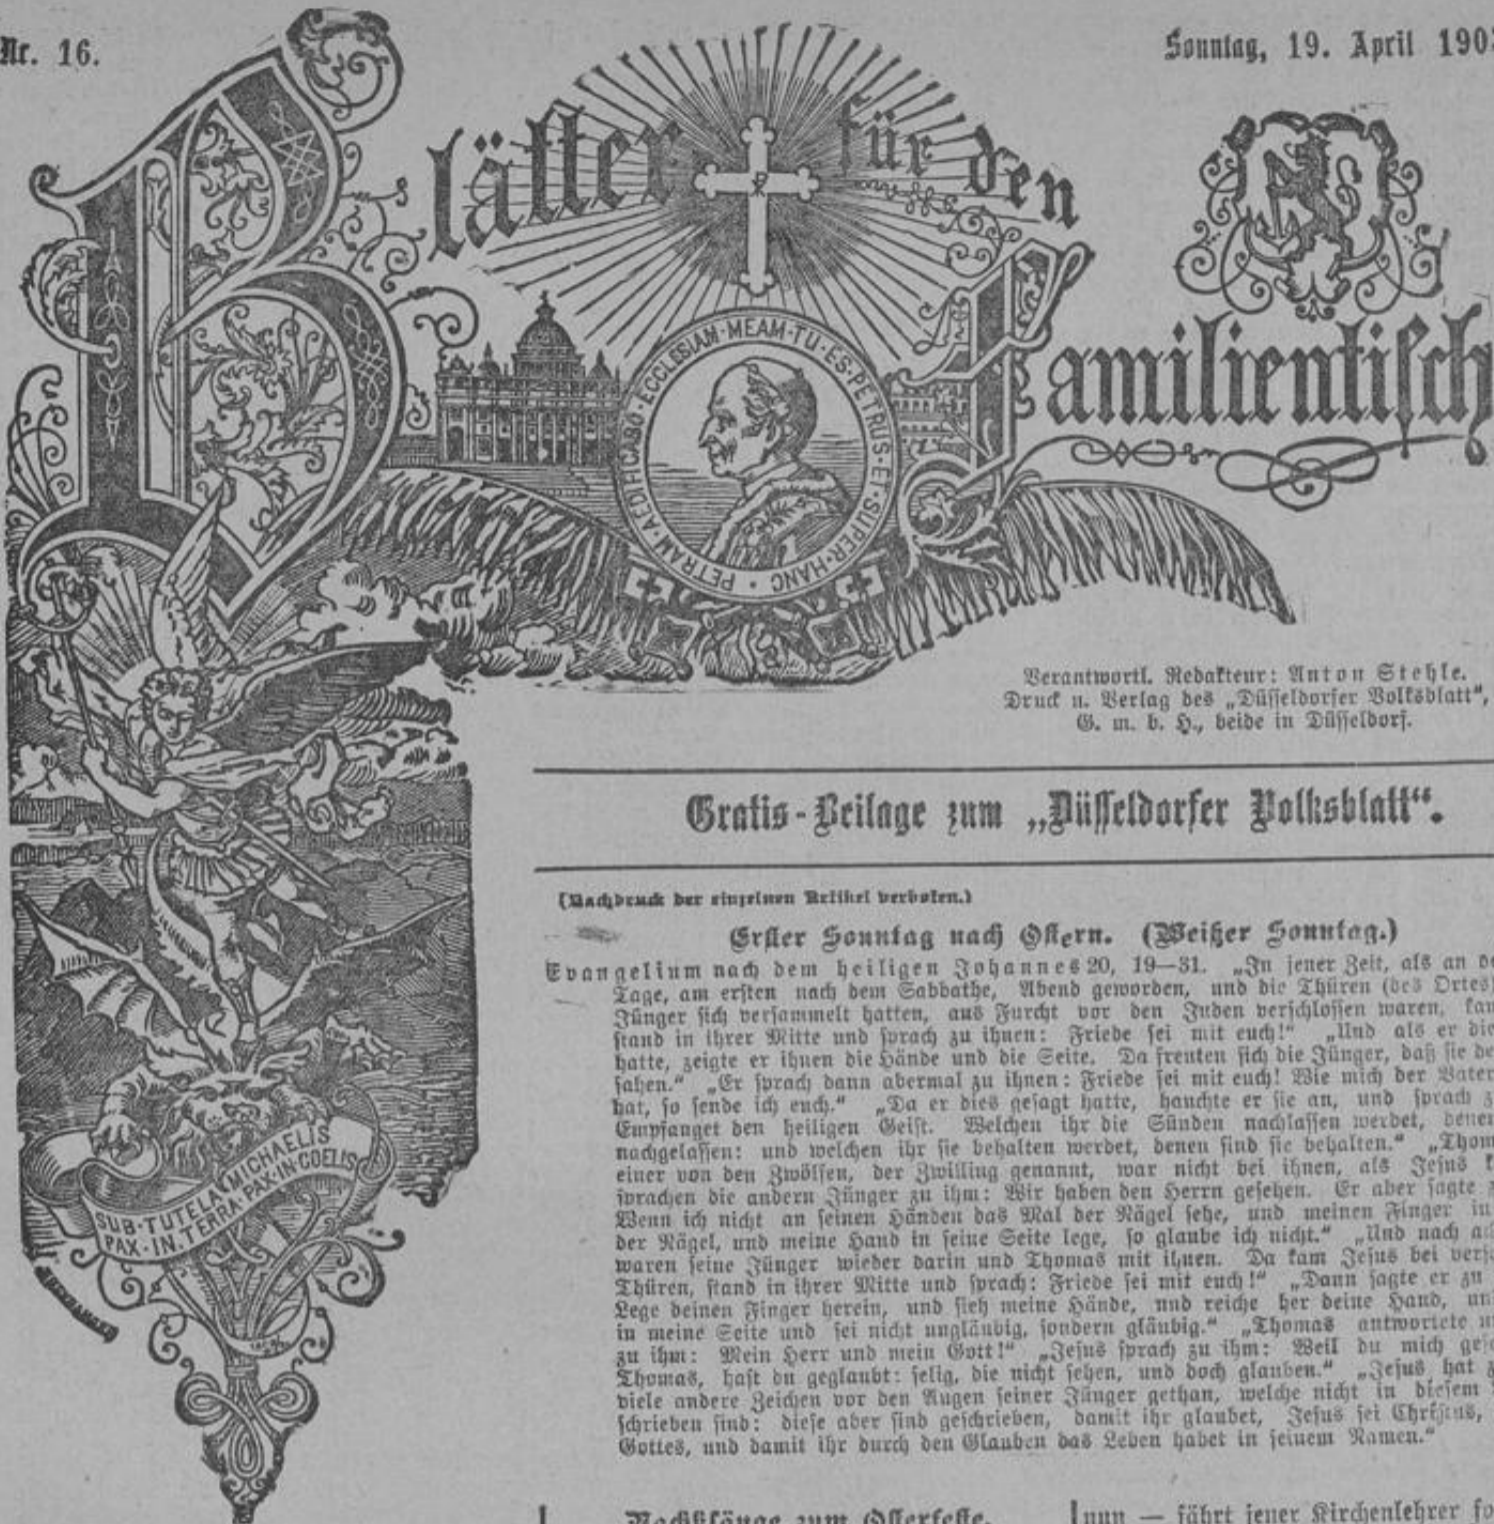 Nr. 16.
Sonntag, 19. April 190
Blätter für den
Familientisch
PETRAM·AEDIFICABO·ECCLESIAM·MEAM·TU·ES·PETRUS·ET·SUPER·HANC·
Verantwortl. Redakteur: Anton Stehle.
Druck u. Verlag des „Düsseldorfer Volksblatt“,
G. m. b. H., beide in Düsseldorf.
Gratis-Beilage zum „Düsseldorfer Volksblatt“.
(Nachdruck der einzelnen Artikel verboten.)
Erster Sonntag nach Ostern. (Weißer Sonntag.)
Evangelium nach dem heiligen Johannes 20, 19—31. „In jener Zeit, als an
Tage, am ersten nach dem Sabbathe, Abend geworden, und die Thüren (des Ortes)
Jünger sich versammelt hatten, aus Furcht vor den Juden verschlossen waren,
stand in ihrer Mitte und sprach zu ihnen: Friede sei mit euch!“ „Und als er
hatte, zeigte er ihnen die Hände und die Seite. Da freuten sich die Jünger, daß sie
sahen.“ „Er sprach dann abermal zu ihnen: Friede sei mit euch! Wie mich der Vater
hat, so sende ich euch.“ „Da er dies gesagt hatte, hauchte er sie an, und sprach
Empfanget den heiligen Geist. Welchen ihr die Sünden nachlassen werdet,
nachgelassen: und welchen ihr sie behalten werdet, denen sind sie behalten.“ „Thom
einer von den Zwölfen, der Zwilling genannt, war nicht bei ihnen, als Jesus
sprachen die andern Jünger zu ihm: Wir haben den Herrn gesehen. Er aber sagte
Wenn ich nicht an seinen Händen das Mal der Nägel sehe, und meinen Finger in
der Nägel, und meine Hand in seine Seite lege, so glaube ich nicht.“ „Und nach
waren seine Jünger wieder darin und Thomas mit ihnen. Da kam Jesus bei
Thüren, stand in ihrer Mitte und sprach: Friede sei mit euch!“ „Dann sagte er zu
Lege deinen Finger herein, und sieh meine Hände, und reiche her deine Hand,
in meine Seite und sei nicht ungläubig, sondern gläubig.“ „Thomas antwortete
zu ihm: Mein Herr und mein Gott!“ „Jesus sprach zu ihm: Weil du mich
Thomas, hast du geglaubt: selig, die nicht sehen, und doch glauben.“ „Jesus hat
viele andere Zeichen vor den Augen seiner Jünger gethan, welche nicht in diesem
schrieben sind: diese aber sind geschrieben, damit ihr glaubet, Jesus sei Christus,
Gottes, und damit ihr durch den Glauben das Leben habet in seinem Namen.“
SUB·TUTELA MICHAELIS
PAX·IN·TERRA·PAX·IN·COELIS
Nachklänge zum Osterfeste.
nun — fährt jener Kirchenlehrer